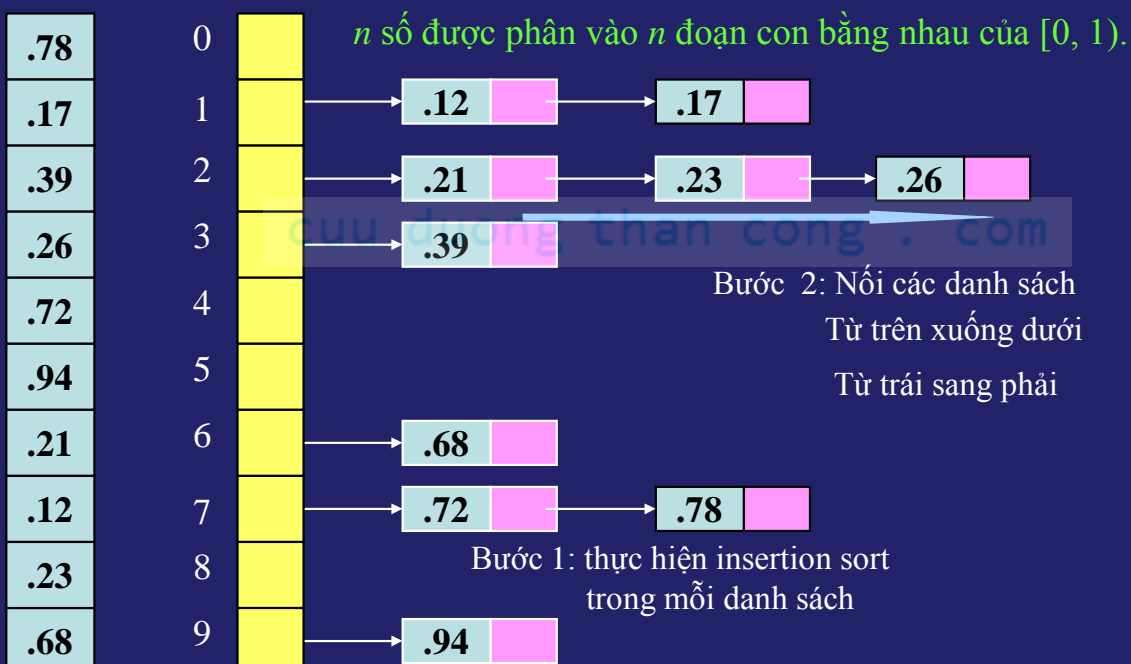 n số được phân vào n đoạn con bằng nhau của [0, 1).
.78 0
.17 1 .12 .17
.39 2 .21 .23 .26
.26 3 .39
cuu duong than cong . com
Bước 2: Nối các danh sách
.72 4
Từ trên xuống dưới
.94 5
Từ trái sang phải
.21 6 .68
.12 7 .72 .78
Bước 1: thực hiện insertion sort
.23 8
trong mỗi danh sách
.68 9 .94